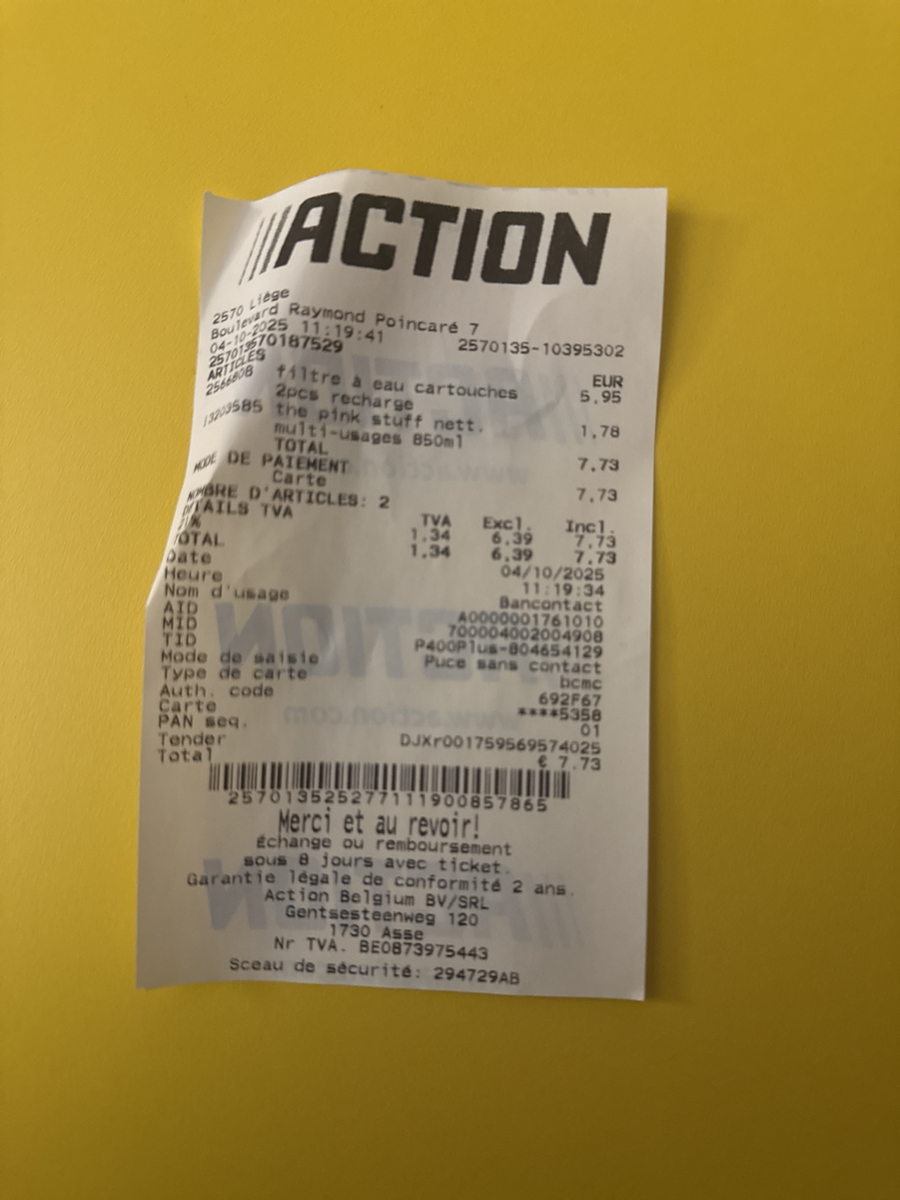 ACTION
2570 Liège
Boulevard Raymond Poincaré 7
04-10-2025 11:19:41 2570135-10395302
257013570187529
ARTICLES EUR
2566808 filtre à eau cartouches 5,95
2pcs recharge
13203585 the pink stuff nett. 1,78
multi-usages 850ml
TOTAL 7,73
MODE DE PAIEMENT
Carte 7,73
NOMBRE D'ARTICLES: 2
DETAILS TVA TVA Excl. Incl.
21% 1,34 6,39 7,73
TOTAL 1,34 6,39 7,73
Date 04/10/2025
Heure 11:19:34
Nom d'usage Bancontact
AID A0000001761010
MID 700004002004908
TID P400Plus-804654129
Mode de saisie Puce sans contact
Type de carte bcmc
Auth. code 692F67
Carte ****5358
PAN seq. 01
Tender DJXr001759569574025
Total € 7.73
257013525277111900857865
Merci et au revoir!
Échange ou remboursement
sous 8 jours avec ticket.
Garantie légale de conformité 2 ans.
Action Belgium BV/SRL
Gentsesteenweg 120
1730 Asse
Nr TVA. BE0873975443
Sceau de sécurité: 294729AB